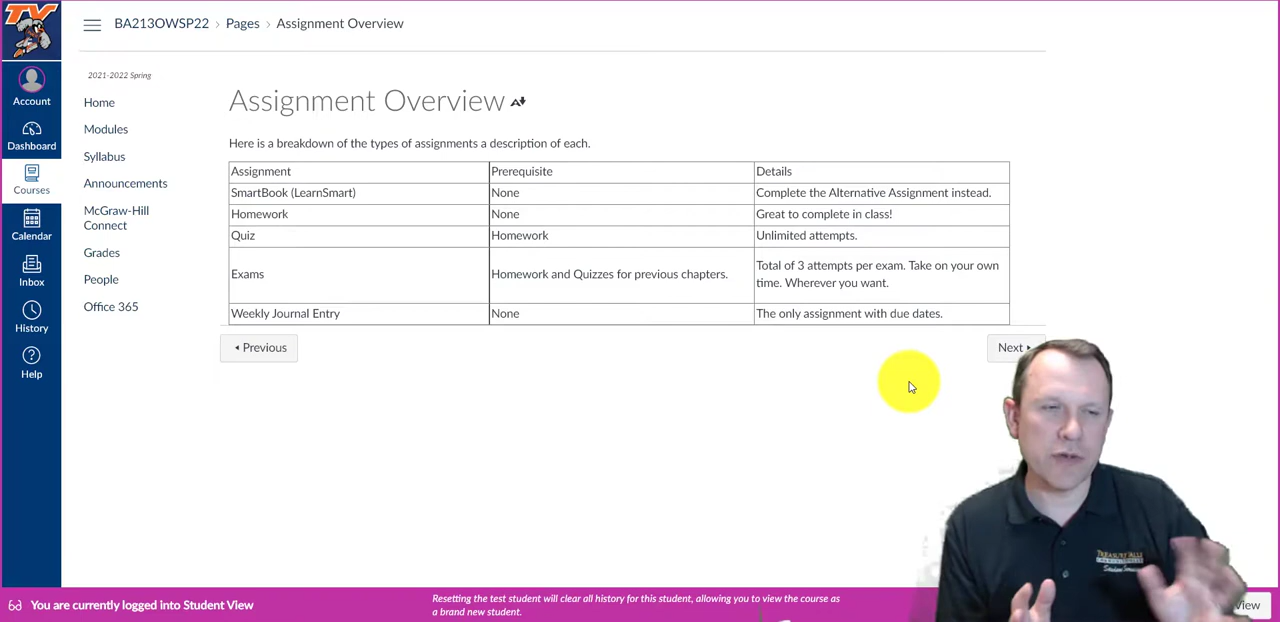 TV
BA213OWSP22 > Pages > Assignment Overview
2021-2022 Spring
Account
Dashboard
Courses
Calendar
Inbox
History
Help
Home
Modules
Syllabus
Announcements
McGraw-Hill
Connect
Grades
People
Office 365
Assignment Overview
Here is a breakdown of the types of assignments a description of each.
Assignment Prerequisite Details
SmartBook (LearnSmart) None Complete the Alternative Assignment instead.
Homework None Great to complete in class!
Quiz Homework Unlimited attempts.
Exams Homework and Quizzes for previous chapters. Total of 3 attempts per exam. Take on your own
time. Wherever you want.
Weekly Journal Entry None The only assignment with due dates.
Previous
Next
You are currently logged into Student View
Resetting the test student will clear all history for this student, allowing you to view the course as
a brand new student.
View